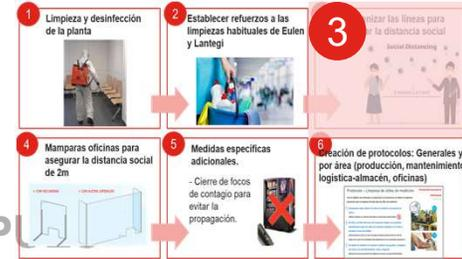 1
Limpieza y desinfección
de la planta
2
Establecer refuerzos a las
limpiezas habituales de Eulen
y Lantegi
3
nizar las líneas para
ar la distancia social
Social Distancing
4
Mamparas oficinas para
asegurar la distancia social
de 2m
5
Medidas específicas
adicionales.
- Cierre de focos
de contagio para
evitar la
propagación.
6
Creación de protocolos: Generales y
por área (producción, mantenimiento
logística-almacén, oficinas)